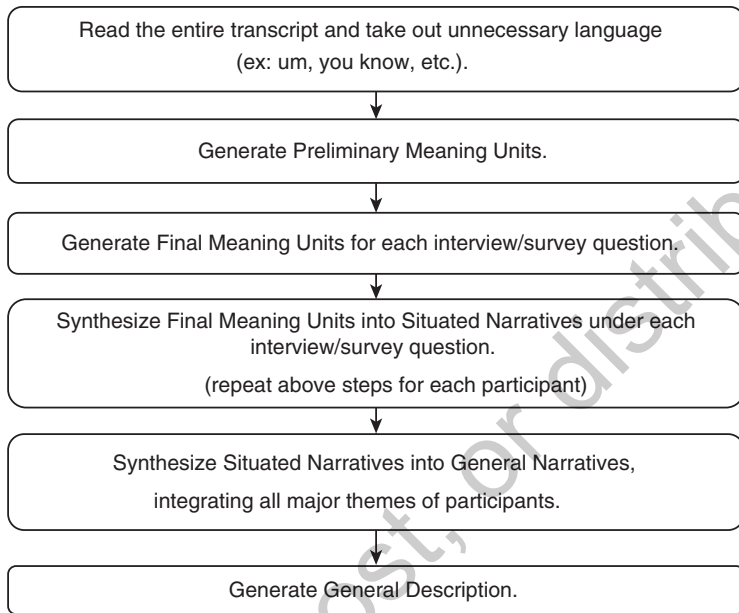 Read the entire transcript and take out unnecessary language
(ex: um, you know, etc.).
Generate Preliminary Meaning Units.
Generate Final Meaning Units for each interview/survey question.
Synthesize Final Meaning Units into Situated Narratives under each
interview/survey question.
(repeat above steps for each participant)
Synthesize Situated Narratives into General Narratives,
integrating all major themes of participants.
Generate General Description.
ost, or distrib